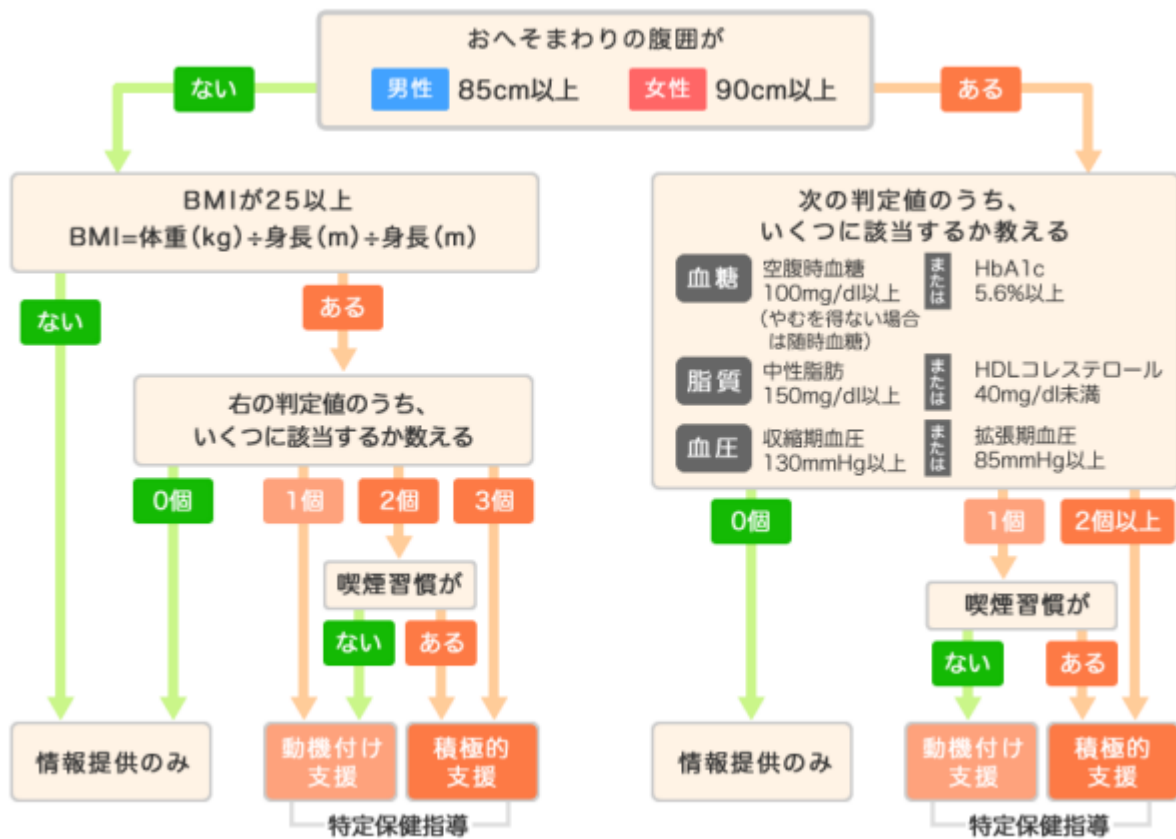 おへそまわりの腹囲が
男性 85cm以上 女性 90cm以上
ない
ある
BMIが25以上
BMI=体重(kg)÷身長(m)÷身長(m)
ない
ある
右の判定値のうち、
いくつに該当するか数える
0個
1個
2個
3個
喫煙習慣が
ない
ある
情報提供のみ
動機付け
支援
積極的
支援
特定保健指導
次の判定値のうち、
いくつに該当するか教える
血糖
空腹時血糖
100mg/dl以上
(やむを得ない場合
は随時血糖)
または
HbA1c
5.6%以上
脂質
中性脂肪
150mg/dl以上
または
HDLコレステロール
40mg/dl未満
血圧
収縮期血圧
130mmHg以上
または
拡張期血圧
85mmHg以上
0個
1個
2個以上
喫煙習慣が
ない
ある
情報提供のみ
動機付け
支援
積極的
支援
特定保健指導